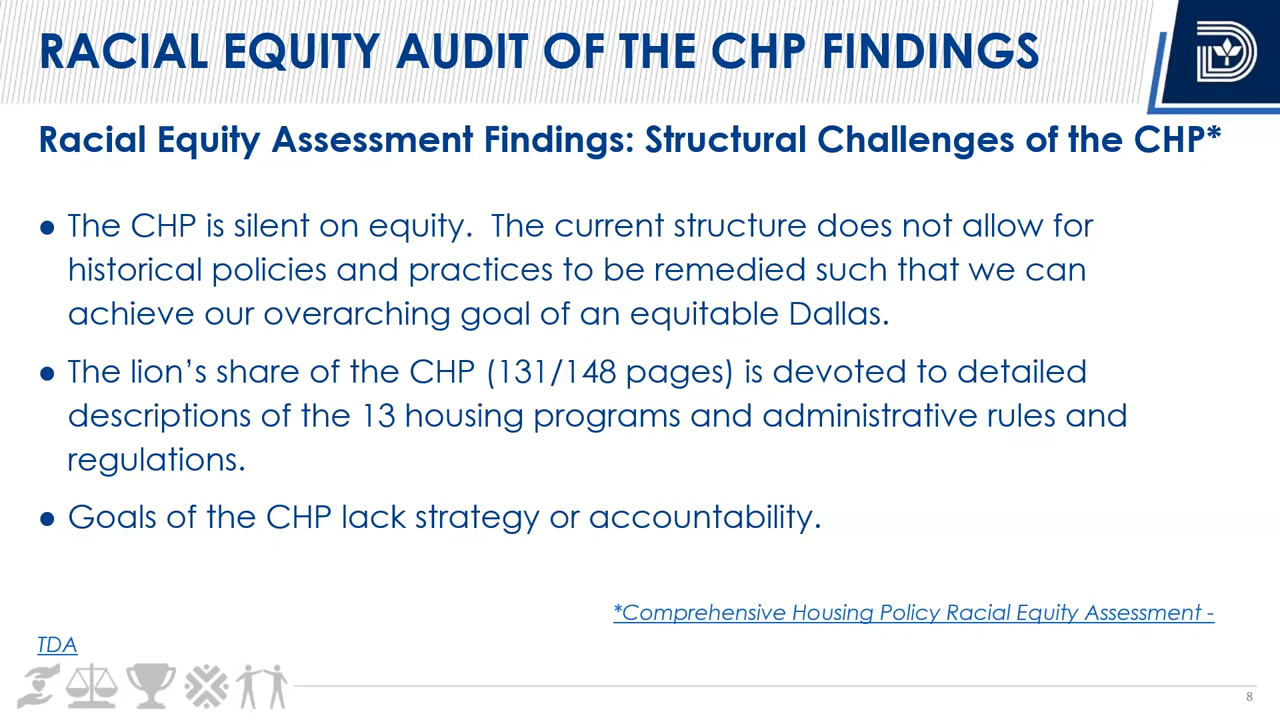 RACIAL EQUITY AUDIT OF THE CHP FINDINGS
Racial Equity Assessment Findings: Structural Challenges of the CHP*
● The CHP is silent on equity.  The current structure does not allow for
historical policies and practices to be remedied such that we can
achieve our overarching goal of an equitable Dallas.
● The lion’s share of the CHP (131/148 pages) is devoted to detailed
descriptions of the 13 housing programs and administrative rules and
regulations.
● Goals of the CHP lack strategy or accountability.
*Comprehensive Housing Policy Racial Equity Assessment -
TDA
8